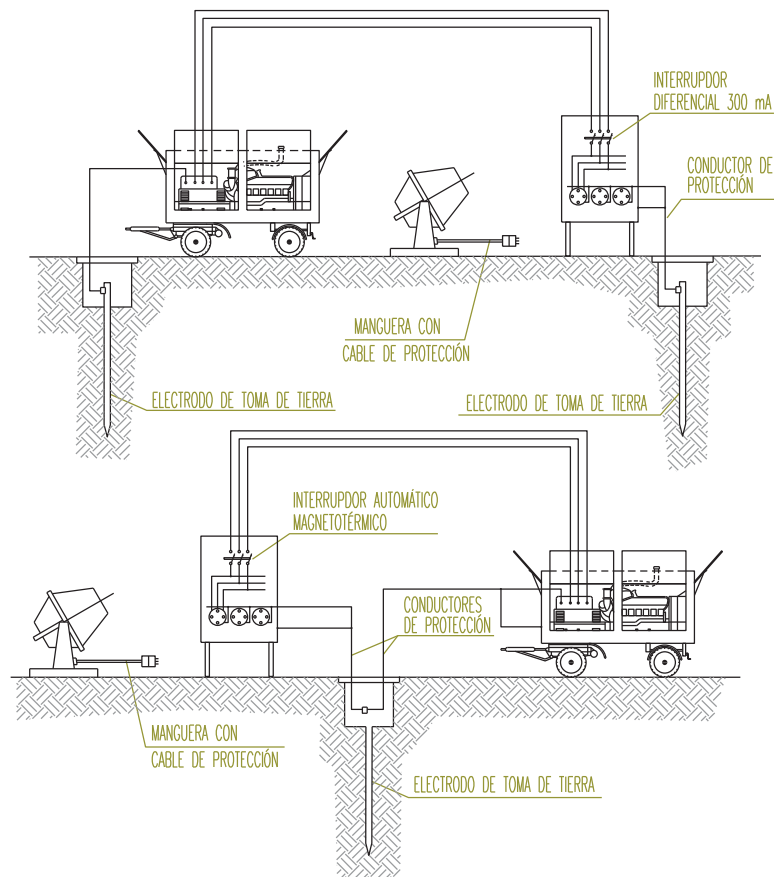 INTERRUPDOR
DIFERENCIAL 300 mA
CONDUCTOR DE
PROTECCIÓN
MANGUERA CON
CABLE DE PROTECCIÓN
ELECTRODO DE TOMA DE TIERRA
ELECTRODO DE TOMA DE TIERRA
INTERRUPDOR AUTOMÁTICO
MAGNETOTÉRMICO
CONDUCTORES
DE PROTECCIÓN
MANGUERA CON
CABLE DE PROTECCIÓN
ELECTRODO DE TOMA DE TIERRA